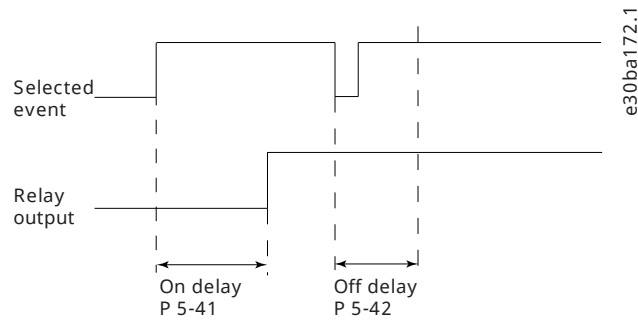 e30ba172.1
Selected
event
Relay
output
On delay
P 5-41
Off delay
P 5-42